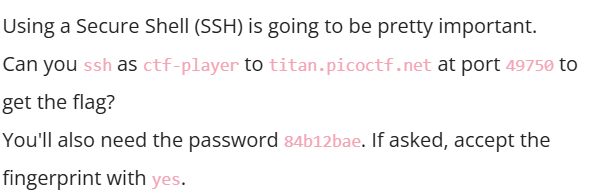 Using a Secure Shell (SSH) is going to be pretty important.
Can you ssh as ctf-player to titan.picoctf.net at port 49750 to
get the flag?
You'll also need the password 84b12bae. If asked, accept the
fingerprint with yes.